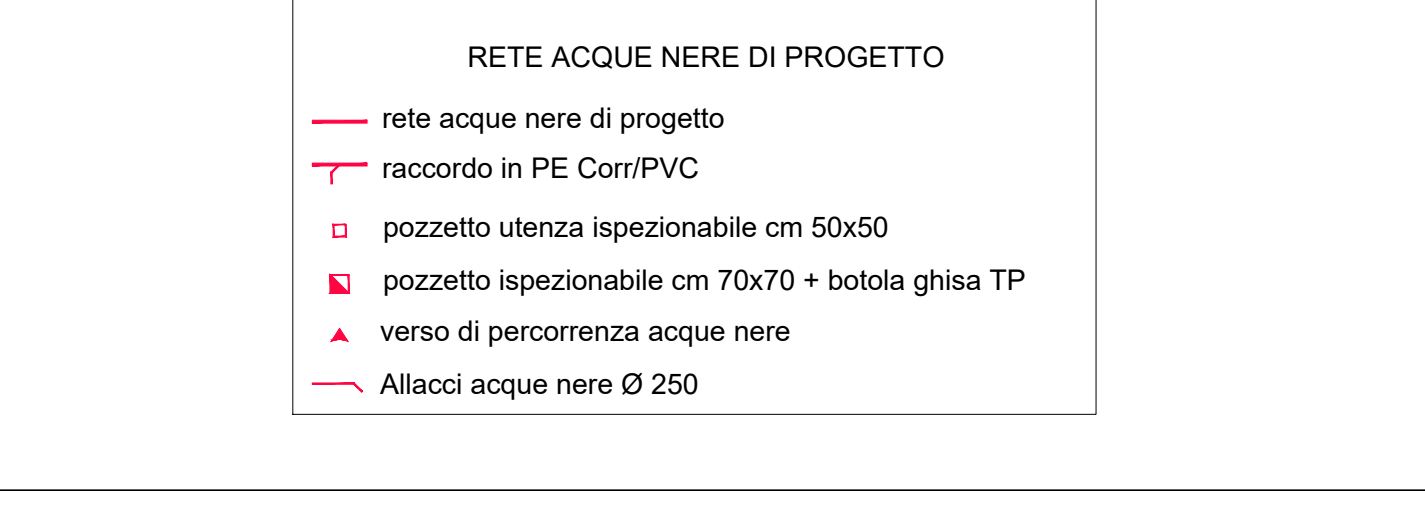 RETE ACQUE NERE DI PROGETTO
rete acque nere di progetto
raccordo in PE Corr/PVC
pozzetto utenza ispezionabile cm 50x50
pozzetto ispezionabile cm 70x70 + botola ghisa TP
verso di percorrenza acque nere
Allacci acque nere Ø 250